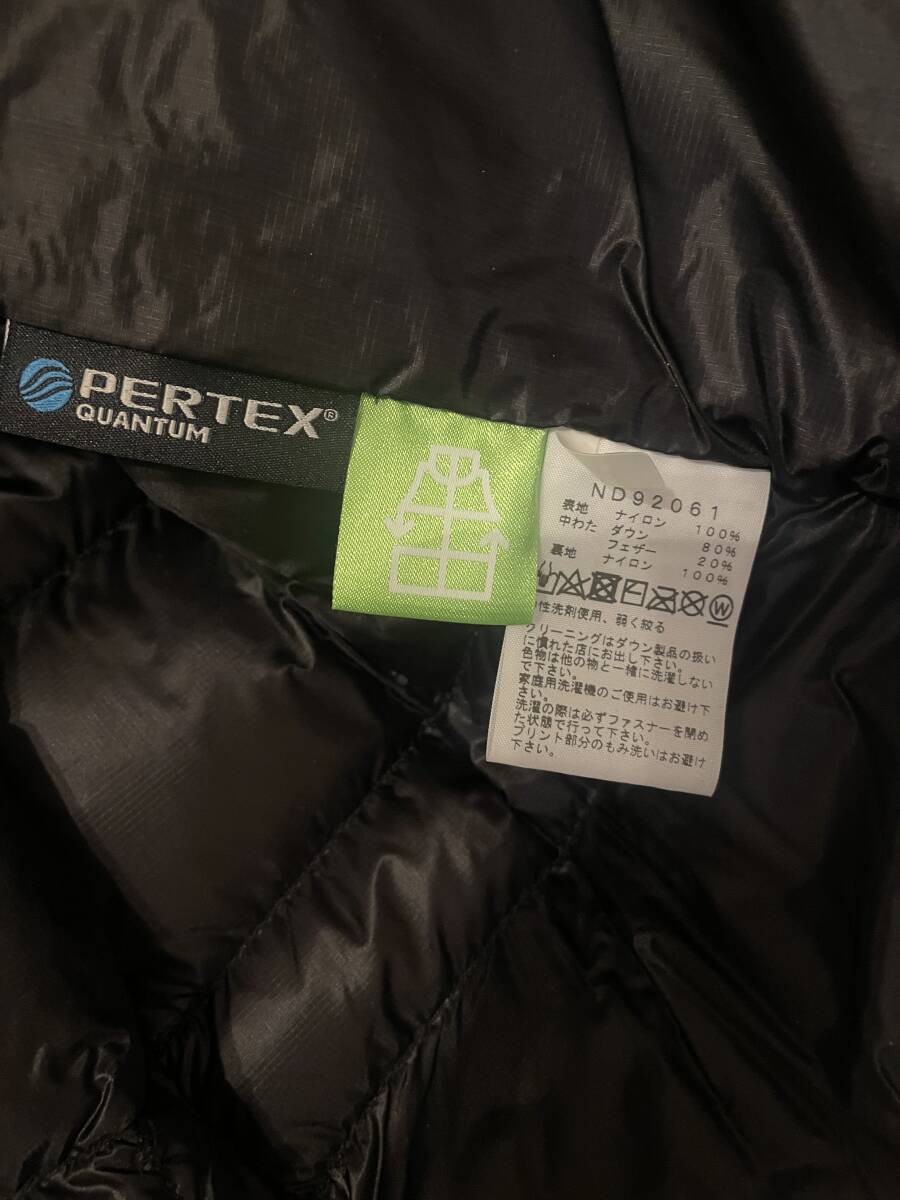 PERTEX®
QUANTUM
ND92061
表地 ナイロン 100%
中わた ダウン 80%
フェザー 20%
裏地 ナイロン 100%
W
性洗剤使用、弱く絞る
クリーニングはダウン製品の扱い
に慣れた店にお出し下さい。
色物は他の物と一緒に洗濯しない
で下さい。
家庭用洗濯機のご使用はお避け下
さい。
洗濯の際は必ずファスナーを閉め
た状態で行って下さい。
プリント部分のもみ洗いはお避け
下さい。